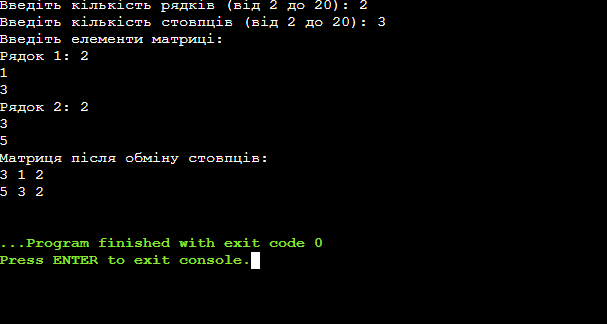 Введіть кількість рядків (від 2 до 20): 2
Введіть кількість стовпців (від 2 до 20): 3
Введіть елементи матриці:
Рядок 1: 2
1
3
Рядок 2: 2
3
5
Матриця після обміну стовпців:
3 1 2
5 3 2
...Program finished with exit code 0
Press ENTER to exit console.